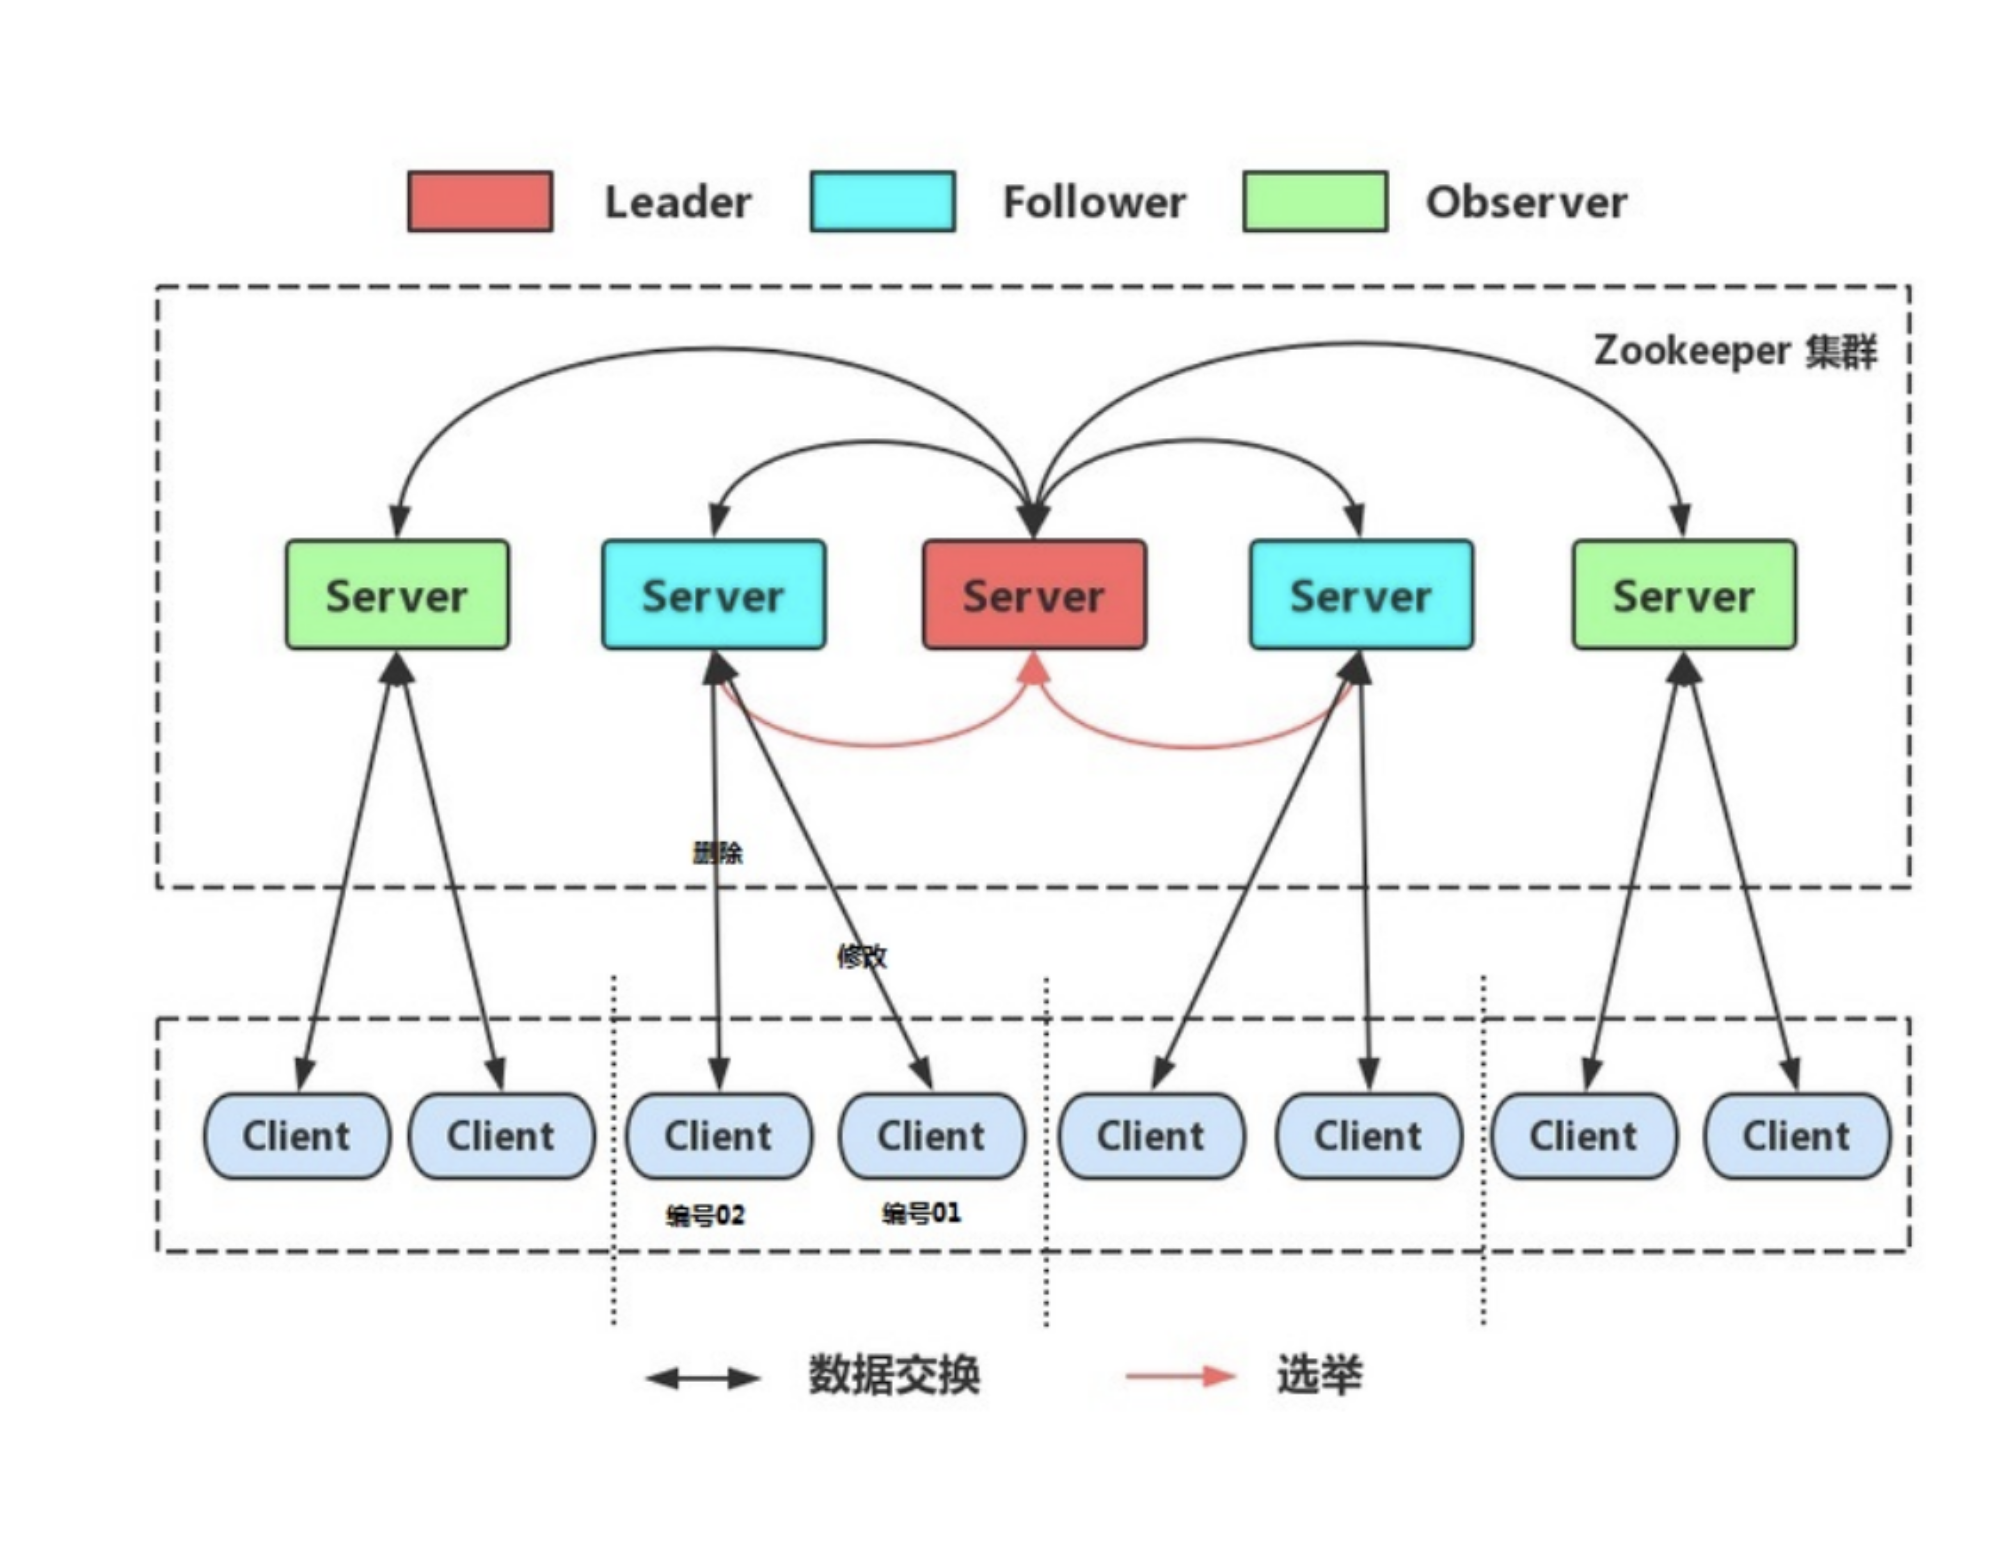 Leader Follower Observer
Zookeeper 集群
Server Server Server Server Server
删除
修改
Client Client Client Client Client Client Client Client
编号02 编号01
数据交换 选举